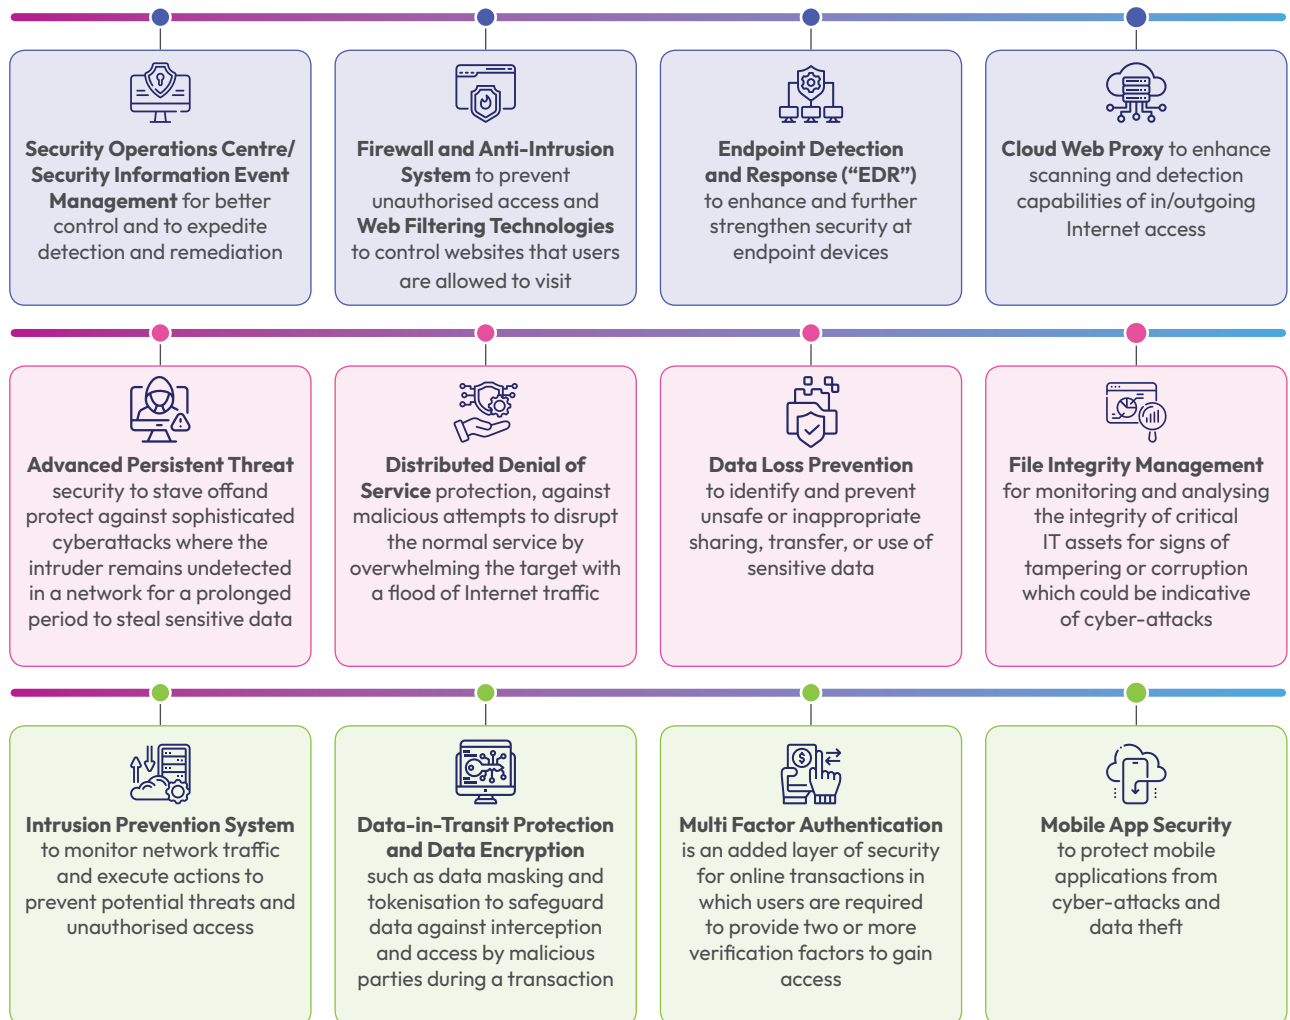 Security Operations Centre/
Security Information Event
Management for better
control and to expedite
detection and remediation
Firewall and Anti-Intrusion
System to prevent
unauthorised access and
Web Filtering Technologies
to control websites that users
are allowed to visit
Endpoint Detection
and Response (“EDR”)
to enhance and further
strengthen security at
endpoint devices
Cloud Web Proxy to enhance
scanning and detection
capabilities of in/outgoing
Internet access
Advanced Persistent Threat
security to stave offand
protect against sophisticated
cyberattacks where the
intruder remains undetected
in a network for a prolonged
period to steal sensitive data
Distributed Denial of
Service protection, against
malicious attempts to disrupt
the normal service by
overwhelming the target with
a flood of Internet traffic
Data Loss Prevention
to identify and prevent
unsafe or inappropriate
sharing, transfer, or use of
sensitive data
File Integrity Management
for monitoring and analysing
the integrity of critical
IT assets for signs of
tampering or corruption
which could be indicative
of cyber-attacks
Intrusion Prevention System
to monitor network traffic
and execute actions to
prevent potential threats and
unauthorised access
Data-in-Transit Protection
and Data Encryption
such as data masking and
tokenisation to safeguard
data against interception
and access by malicious
parties during a transaction
$
Multi Factor Authentication
is an added layer of security
for online transactions in
which users are required
to provide two or more
verification factors to gain
access
Mobile App Security
to protect mobile
applications from
cyber-attacks and
data theft